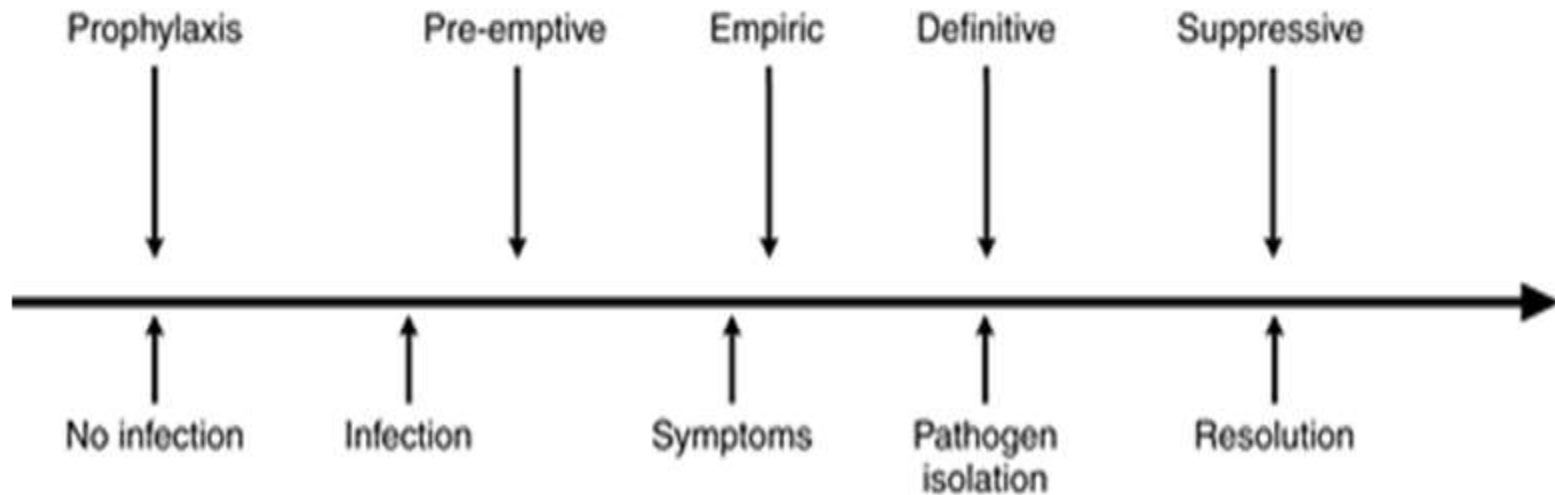 Prophylaxis Pre-emptive Empiric Definitive Suppressive
No infection Infection Symptoms Pathogen Resolution
isolation